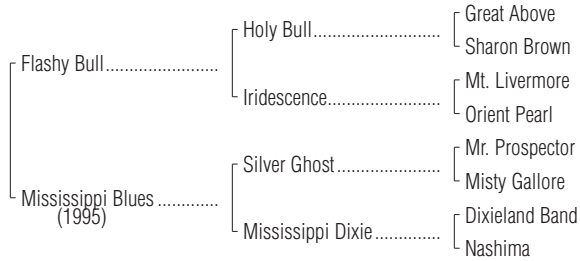 Great Above
Holy Bull
Sharon Brown
Flashy Bull
Mt. Livermore
Iridescence
Orient Pearl
Mr. Prospector
Silver Ghost
Misty Gallore
Mississippi Blues
(1995)
Dixieland Band
Mississippi Dixie
Nashima